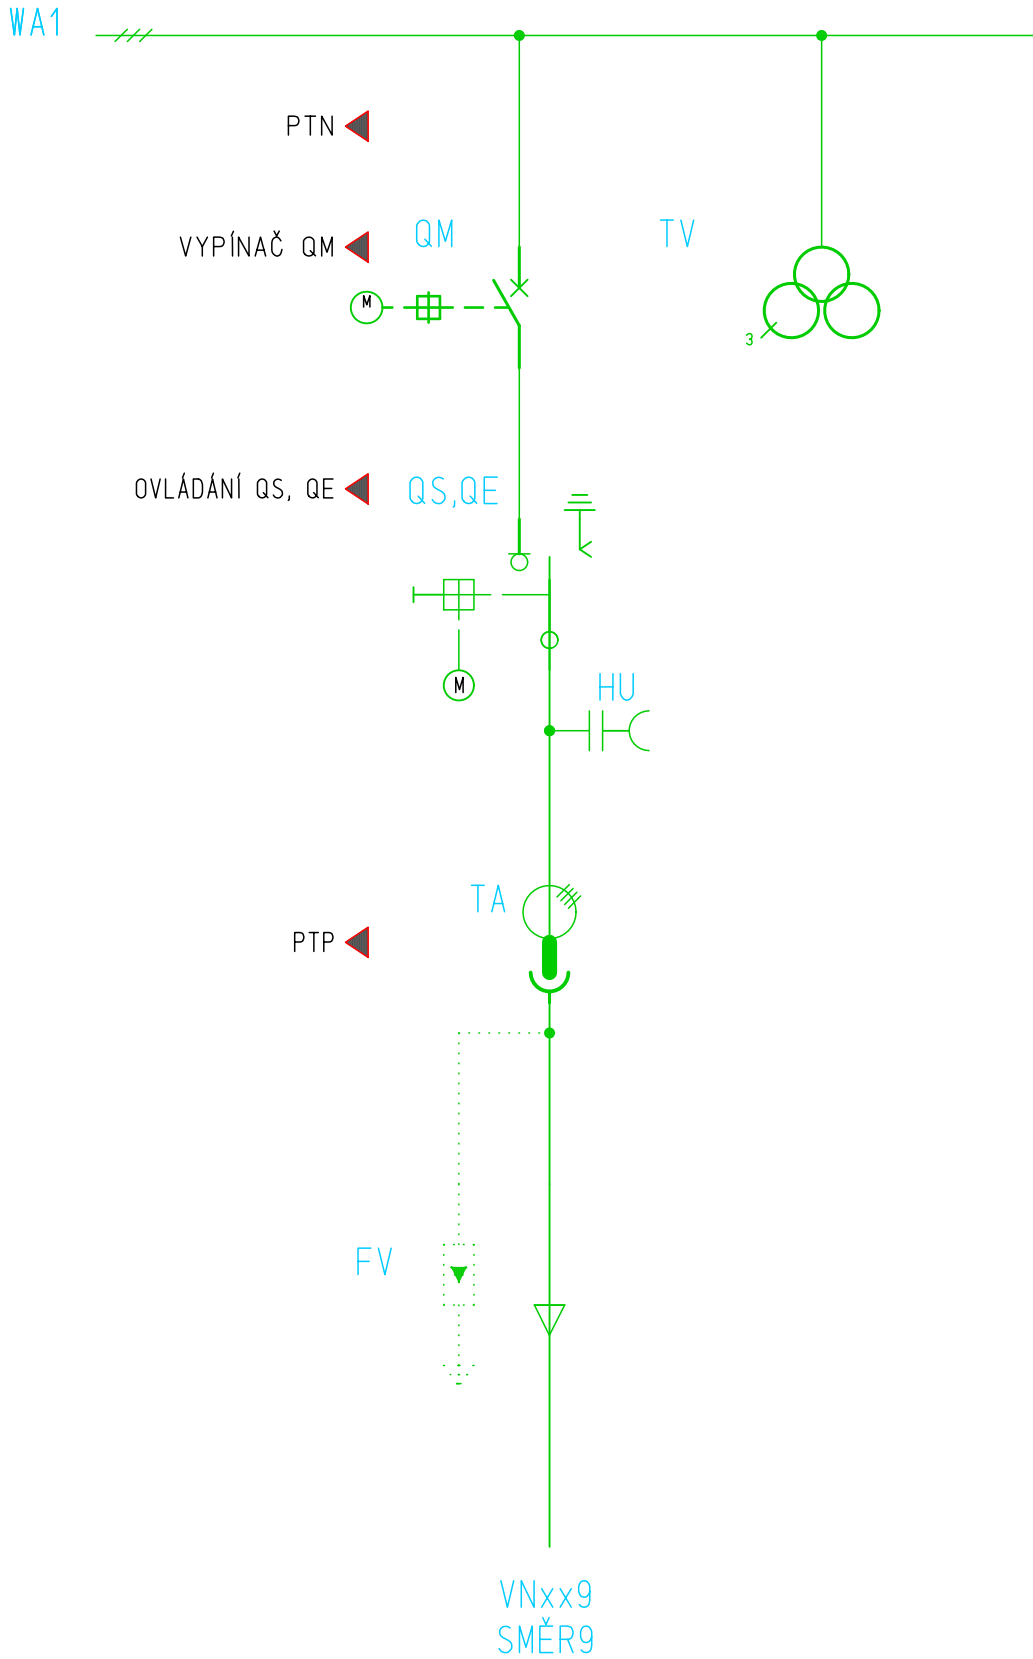 WA1
PTN
VYPÍNAČ QM
QM
TV
M
3
OVLÁDÁNÍ QS, QE
QS,QE
M
HU
TA
PTP
FV
VNxx9
SMĚR9